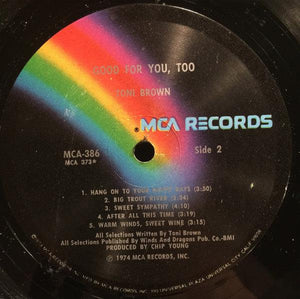 GOOD FOR YOU, TOO
TONI BROWN
MCA RECORDS
MCA-386
MCA 373*
Side 2
1. HANG ON TO YOUR DAYS (3:50)
2. BIG TROUT RIVER (3:04)
3. SWEET SYMPATHY (4:10)
4. AFTER ALL THIS TIME (3:19)
5. WARM WINDS, SWEET WINE (3:15)
All Selections Written By Toni Brown
All Selections Published By Winds And Dragons Pub. Co.-BMI
Produced by CHIP YOUNG
℗ 1974 MCA RECORDS, INC.